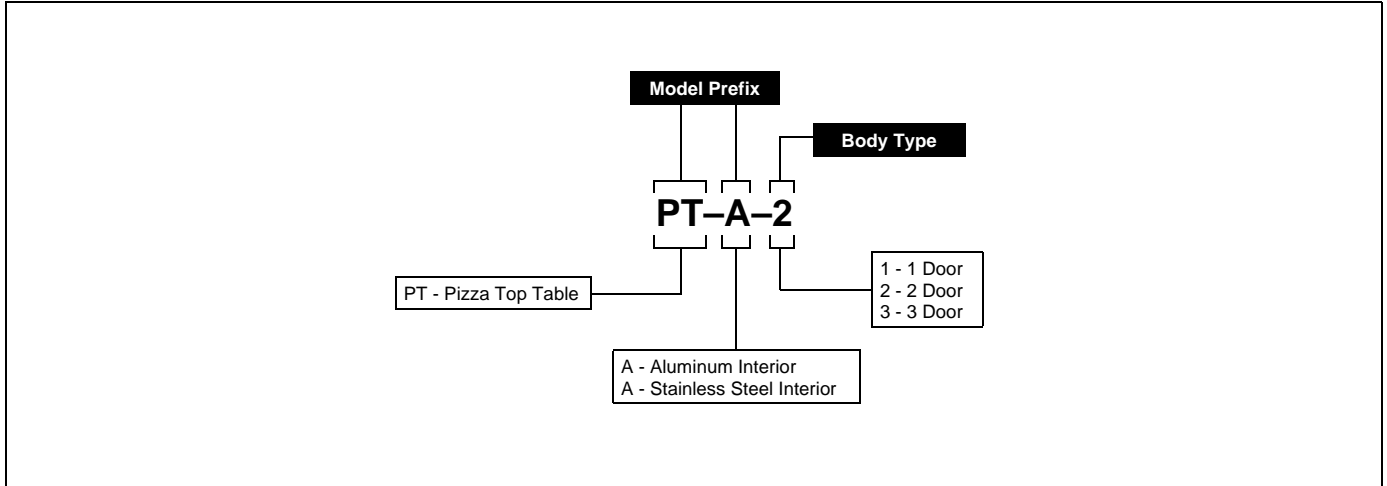 Model Prefix
Body Type
PT–A–2
1 - 1 Door
2 - 2 Door
3 - 3 Door
PT - Pizza Top Table
A - Aluminum Interior
A - Stainless Steel Interior